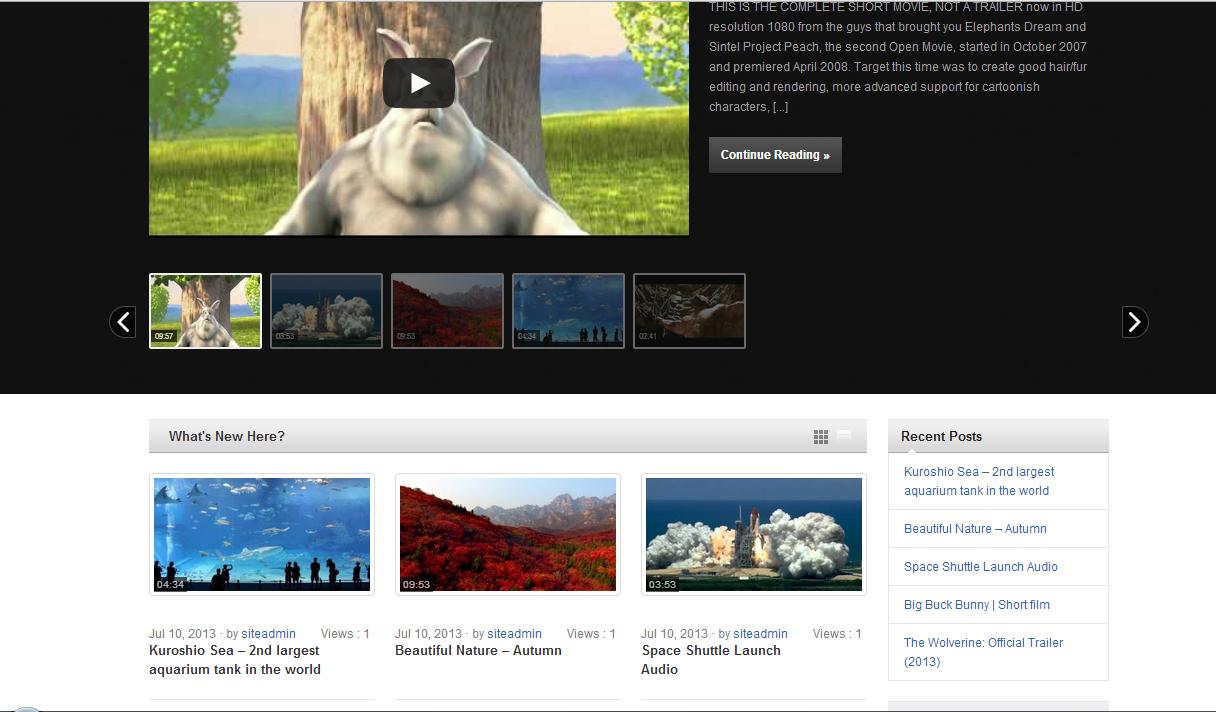 THIS IS THE COMPLETE SHORT MOVIE, NOT A TRAILER now in HD
resolution 1080 from the guys that brought you Elephants Dream and
Sintel Project Peach, the second Open Movie, started in October 2007
and premiered April 2008. Target this time was to create good hair/fur
editing and rendering, more advanced support for cartoonish
characters, [...]
Continue Reading »
09:57
03:53
09:53
04:34
02:41
What's New Here?
04:34
09:53
03:53
Jul 10, 2013 · by siteadmin Views : 1
Kuroshio Sea – 2nd largest
aquarium tank in the world
Jul 10, 2013 · by siteadmin Views : 1
Beautiful Nature – Autumn
Jul 10, 2013 · by siteadmin Views : 1
Space Shuttle Launch
Audio
Recent Posts
Kuroshio Sea – 2nd largest
aquarium tank in the world
Beautiful Nature – Autumn
Space Shuttle Launch Audio
Big Buck Bunny | Short film
The Wolverine: Official Trailer
(2013)